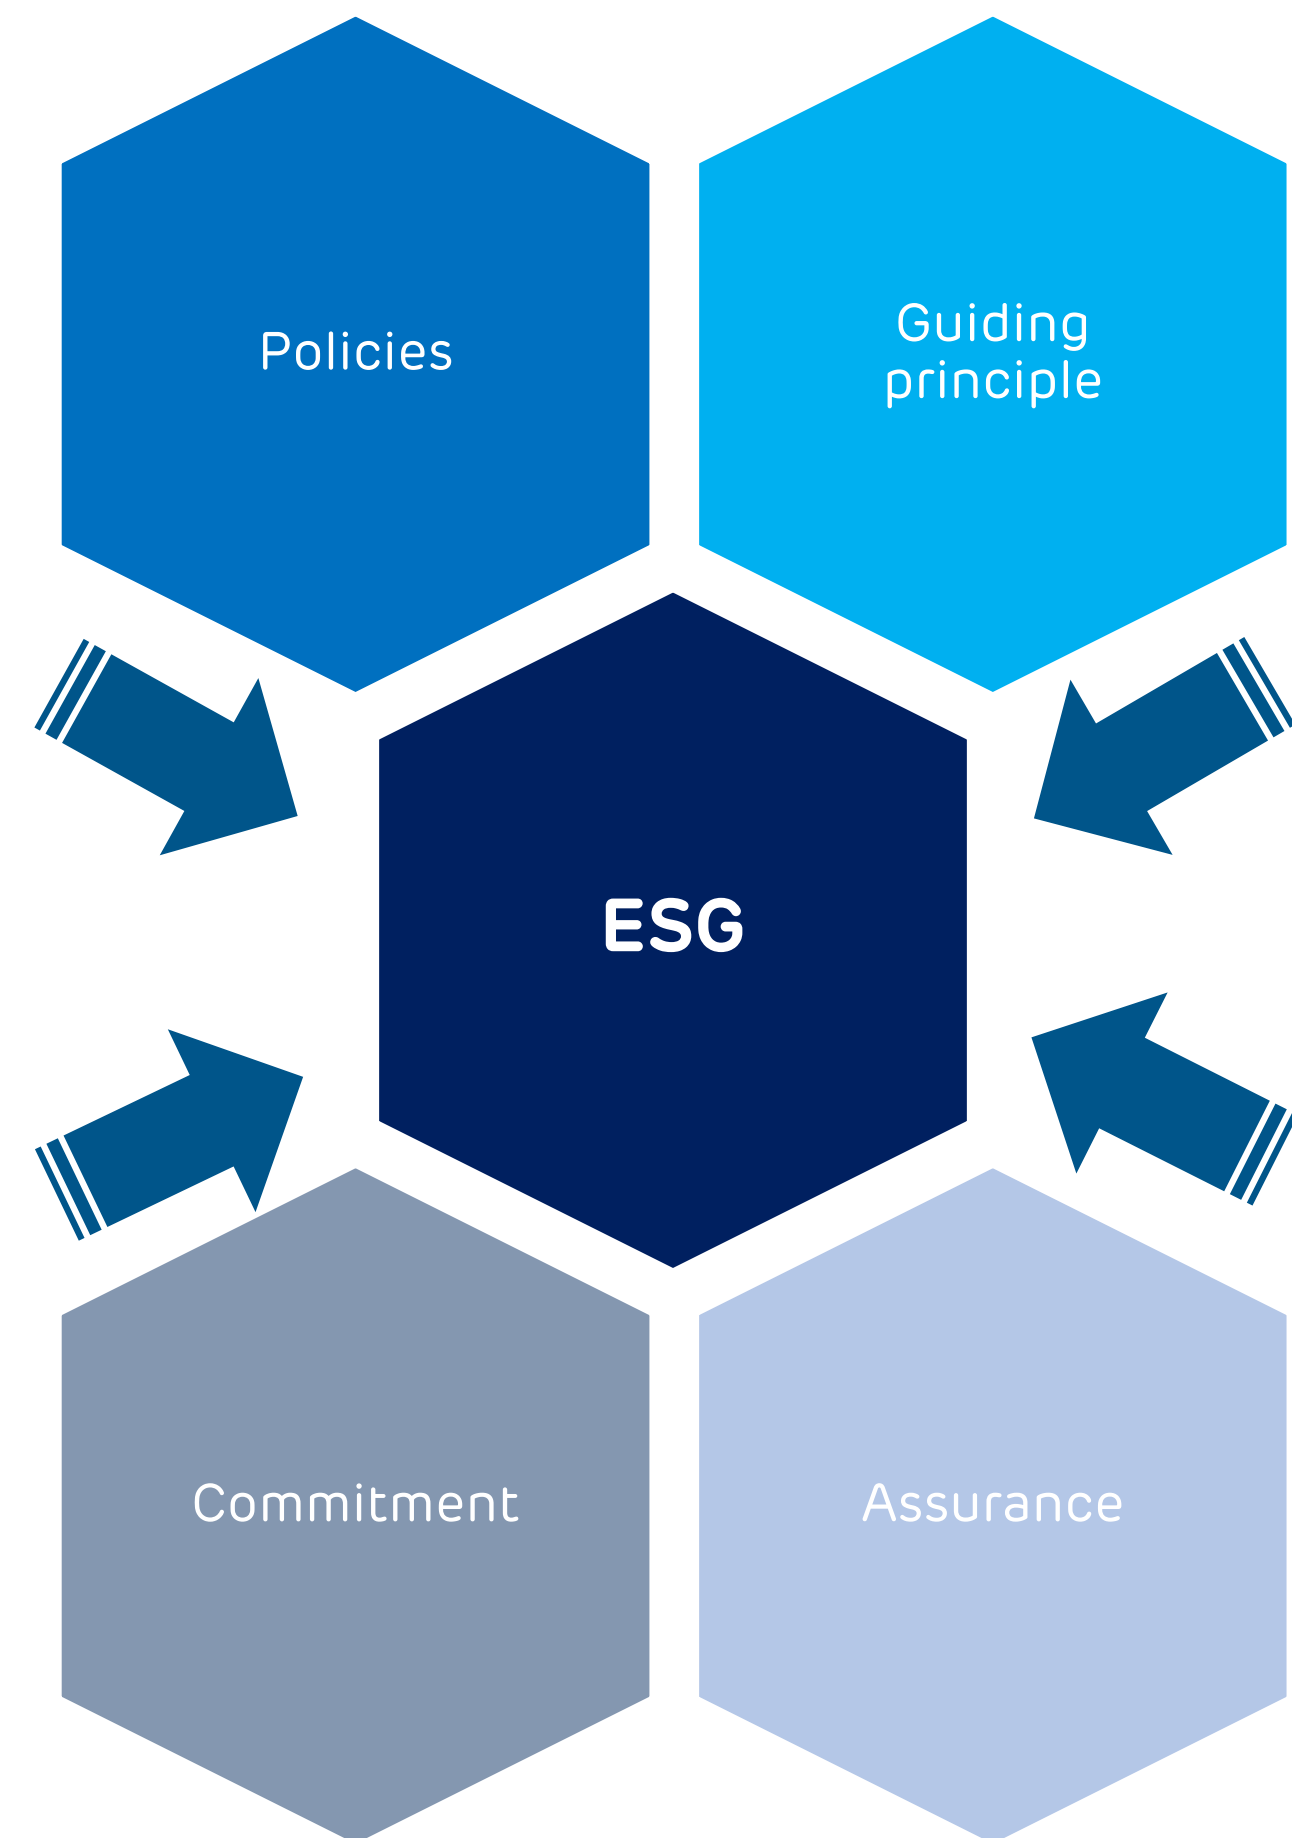 Policies
Guiding
principle
ESG
Commitment
Assurance